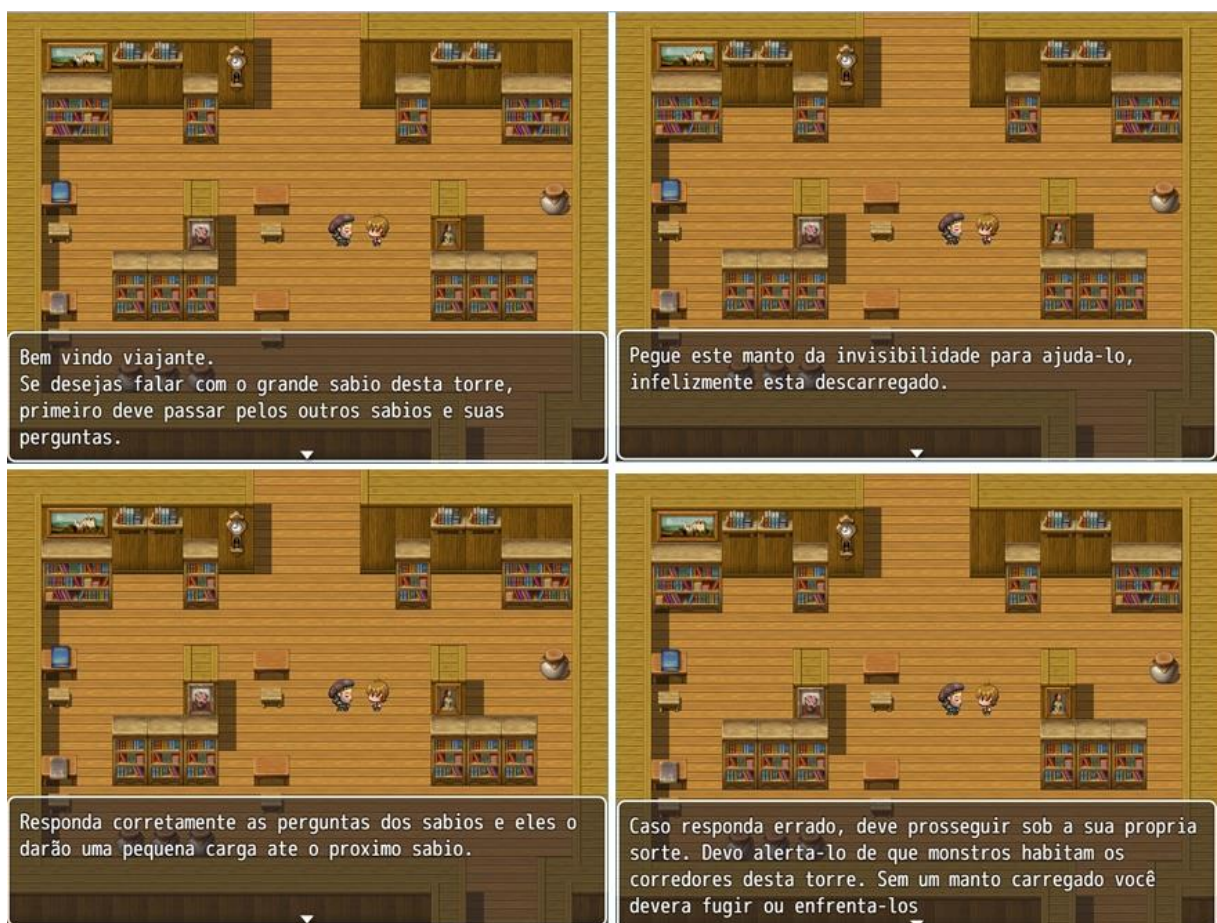 Bem vindo viajante.
Se desejas falar com o grande sabio desta torre,
primeiro deve passar pelos outros sabios e suas
perguntas.
Pegue este manto da invisibilidade para ajuda-lo,
infelizmente esta descarregado.
Responda corretamente as perguntas dos sabios e eles o
darão uma pequena carga ate o proximo sabio.
Caso responda errado, deve prosseguir sob a sua propria
sorte. Devo alerta-lo de que monstros habitam os
corredores desta torre. Sem um manto carregado você
devera fugir ou enfrenta-los